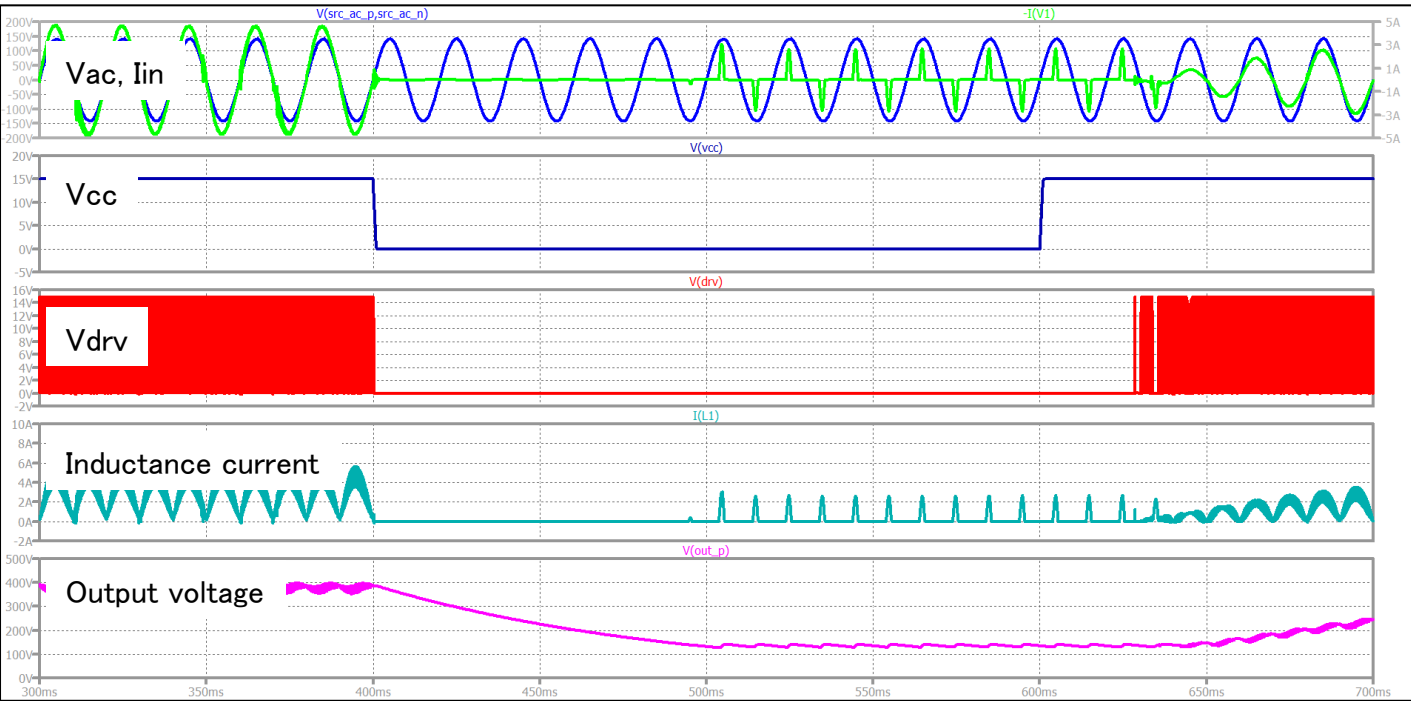 V(src_ac_p,src_ac_n) -I(V1)
200V 5A
150V 3A
100V
50V 1A
0V
-50V -1A
-100V -3A
-150V
-200V -5A
Vac, Iin
V(vcc)
20V
15V
10V
5V
0V
-5V
Vcc
V(drv)
16V
14V
12V
10V
8V
6V
4V
2V
0V
-2V
Vdrv
I(L1)
10A
8A
6A
4A
2A
0A
-2A
Inductance current
V(out_p)
500V
400V
300V
200V
100V
0V
Output voltage
300ms 350ms 400ms 450ms 500ms 550ms 600ms 650ms 700ms